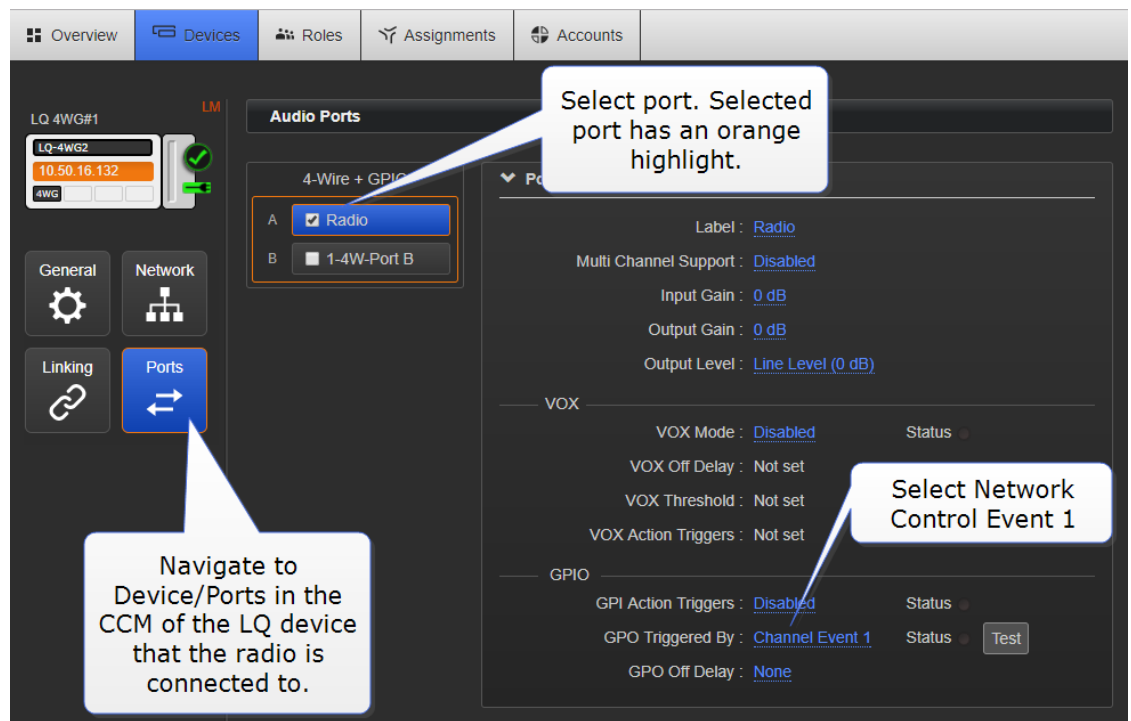 Overview
Devices
Roles
Assignments
Accounts
LQ 4WG#1
LM
LQ-4WG2
10.50.16.132
4WG
General
Network
Linking
Ports
Navigate to
Device/Ports in the
CCM of the LQ device
that the radio is
connected to.
Audio Ports
Select port. Selected
port has an orange
highlight.
4-Wire + GPIO
A Radio
B 1-4W-Port B
Label : Radio
Multi Channel Support : Disabled
Input Gain : 0 dB
Output Gain : 0 dB
Output Level : Line Level (0 dB)
VOX
VOX Mode : Disabled Status
VOX Off Delay : Not set
VOX Threshold : Not set
VOX Action Triggers : Not set
Select Network
Control Event 1
GPIO
GPI Action Triggers : Disabled Status
GPO Triggered By : Channel Event 1 Status Test
GPO Off Delay : None